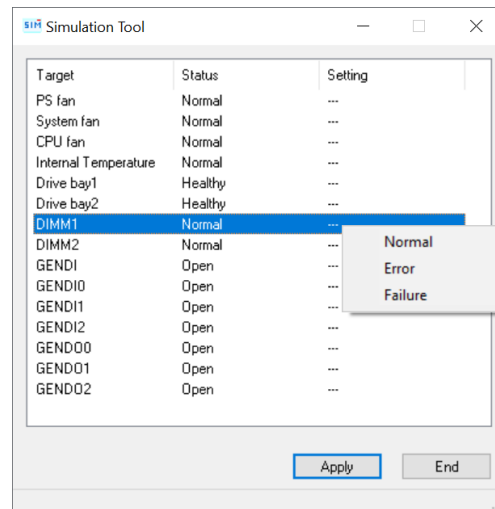 SIM Simulation Tool
Target Status Setting
PS fan Normal ---
System fan Normal ---
CPU fan Normal ---
Internal Temperature Normal ---
Drive bay1 Healthy ---
Drive bay2 Healthy ---
DIMM1 Normal ---
DIMM2 Normal ---
Normal
GENDI Open ---
Error
GENDI0 Open ---
Failure
GENDI1 Open ---
GENDI2 Open ---
GENDO0 Open ---
GENDO1 Open ---
GENDO2 Open ---
Apply End